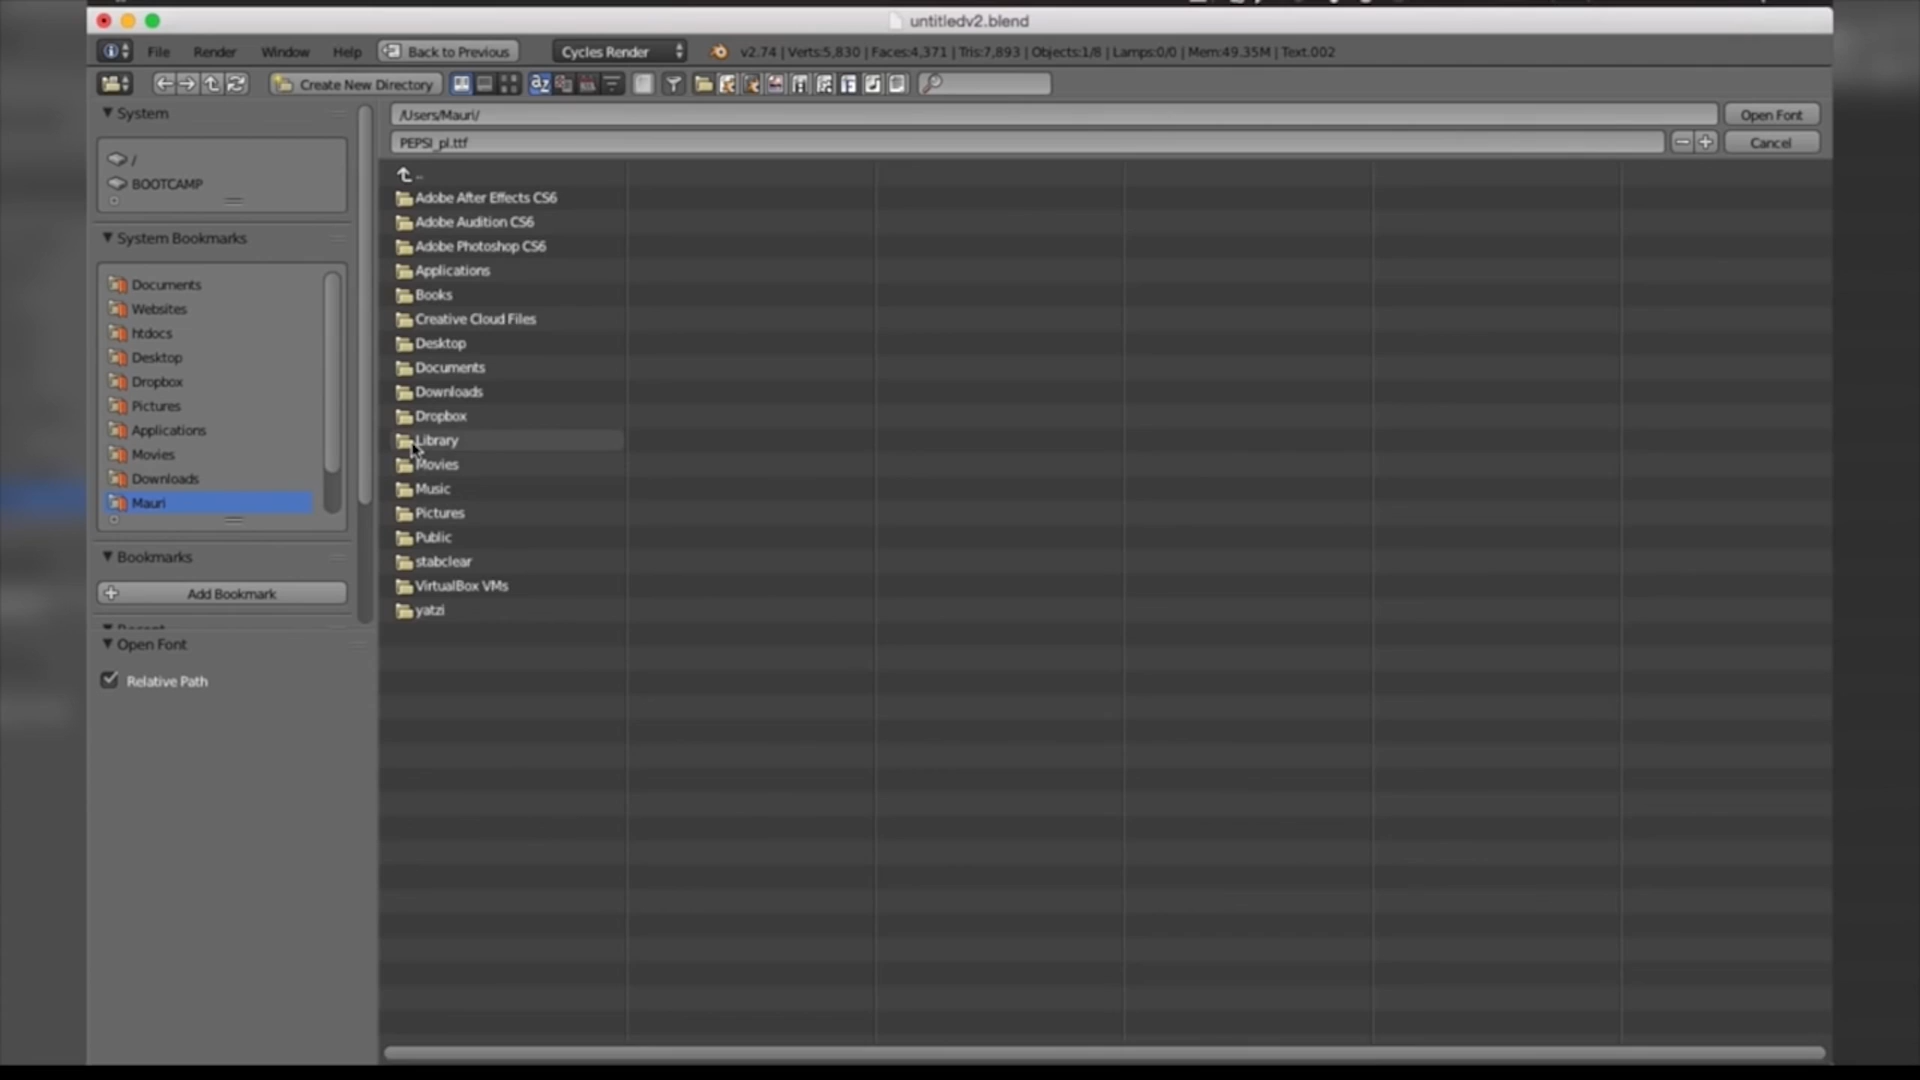 untitledv2.blend
File Render Window Help Back to Previous Cycles Render v2.74 | Verts:5,830 | Faces:4,371 | Tris:7,893 | Objects:1/8 | Lamps:0/0 | Mem:49.35M | Text.002
Create New Directory
System
/
BOOTCAMP
System Bookmarks
Documents
Websites
htdocs
Desktop
Dropbox
Pictures
Applications
Movies
Downloads
Mauri
Bookmarks
Add Bookmark
Recent
Open Font
Relative Path
/Users/Mauri/ Open Font
PEPSI_pl.ttf Cancel
..
Adobe After Effects CS6
Adobe Audition CS6
Adobe Photoshop CS6
Applications
Books
Creative Cloud Files
Desktop
Documents
Downloads
Dropbox
Library
Movies
Music
Pictures
Public
stabclear
VirtualBox VMs
yatzi